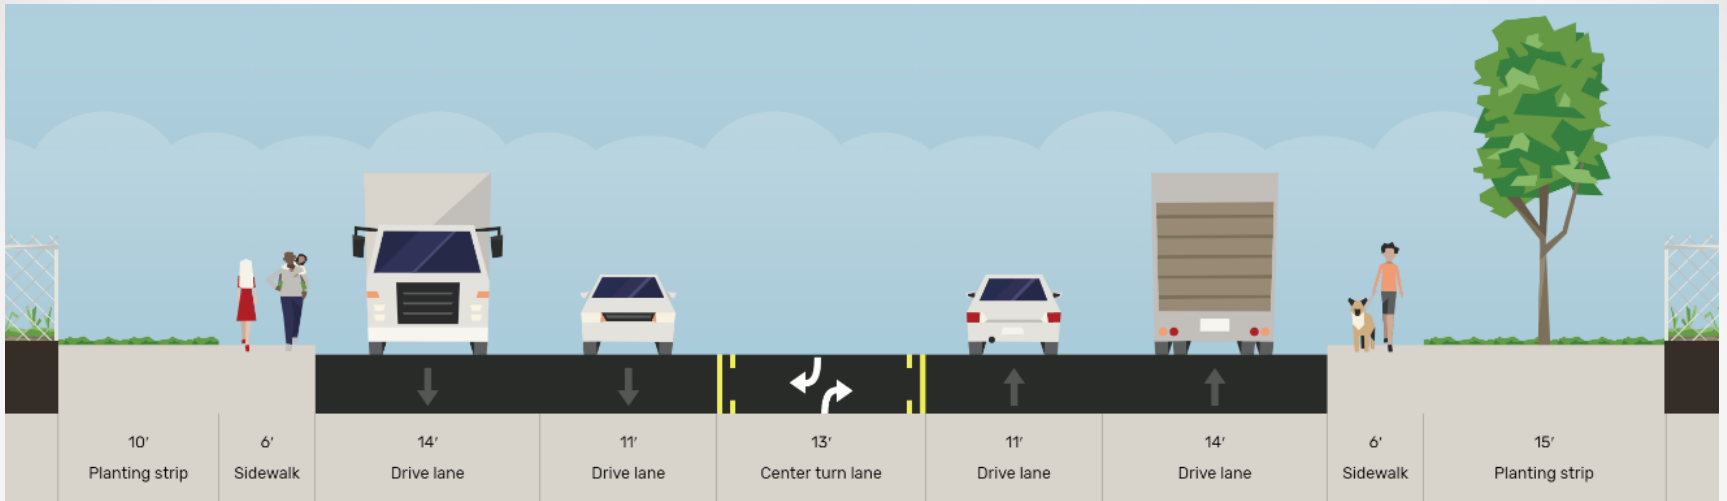 10′
Planting strip
6′
Sidewalk
14′
Drive lane
11′
Drive lane
13′
Center turn lane
11′
Drive lane
14′
Drive lane
6′
Sidewalk
15′
Planting strip